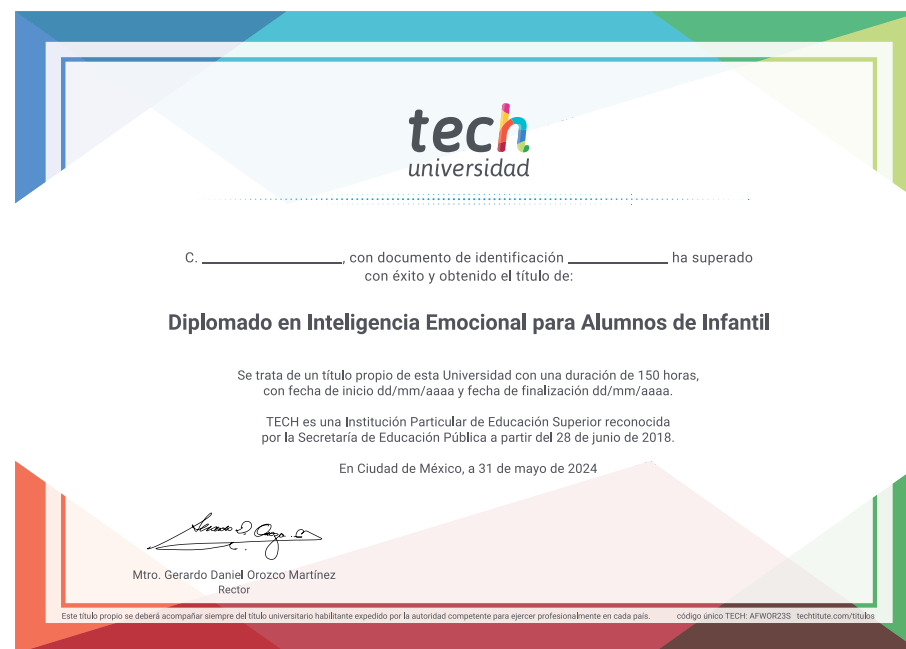 tech
universidad
C. ____________________, con documento de identificación ______________ ha superado
con éxito y obtenido el título de:
Diplomado en Inteligencia Emocional para Alumnos de Infantil
Se trata de un título propio de esta Universidad con una duración de 150 horas,
con fecha de inicio dd/mm/aaaa y fecha de finalización dd/mm/aaaa.
TECH es una Institución Particular de Educación Superior reconocida
por la Secretaría de Educación Pública a partir del 28 de junio de 2018.
En Ciudad de México, a 31 de mayo de 2024
Mtro. Gerardo Daniel Orozco Martínez
Rector
Este título propio se deberá acompañar siempre del título universitario habilitante expedido por la autoridad competente para ejercer profesionalmente en cada país. código único TECH: AFWOR23S techtitute.com/titulos